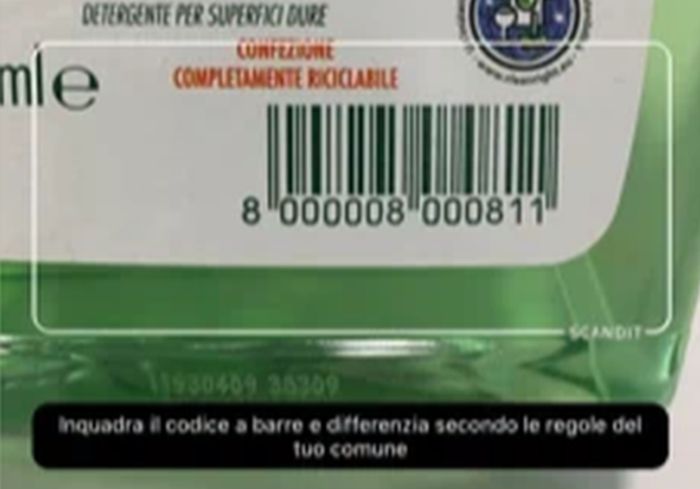 DETERGENTE PER SUPERFICI DURE
CONFEZIONE
COMPLETAMENTE RICICLABILE
ml e
8 000008 000811
SCANDIT
Inquadra il codice a barre e differenzia secondo le regole del
tuo comune